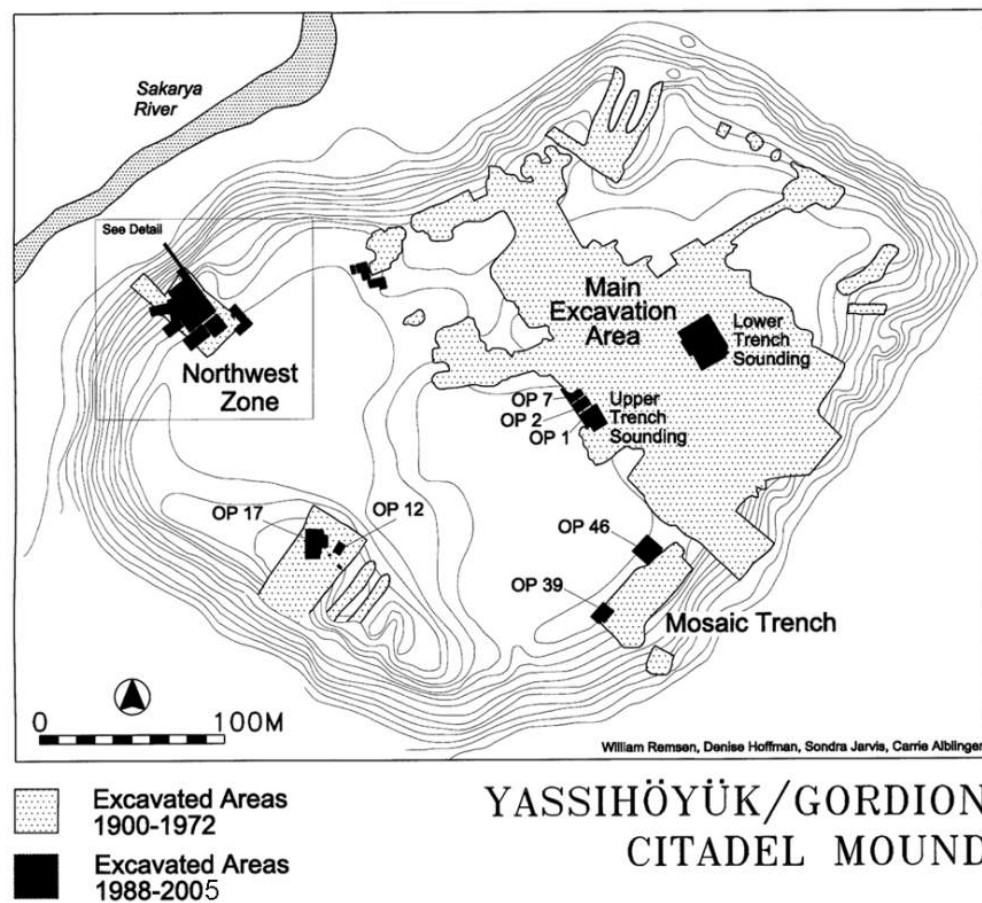 Sakarya
River
See Detail
Northwest
Zone
Main
Excavation
Area
Lower
Trench
Sounding
OP 7
OP 2
OP 1
Upper
Trench
Sounding
OP 17
OP 12
OP 46
OP 39
Mosaic Trench
0 100M
William Remsen, Denise Hoffman, Sondra Jarvis, Carrie Alblinger
Excavated Areas
1900-1972
Excavated Areas
1988-2005
YASSIHÖYÜK/GORDION
CITADEL MOUND